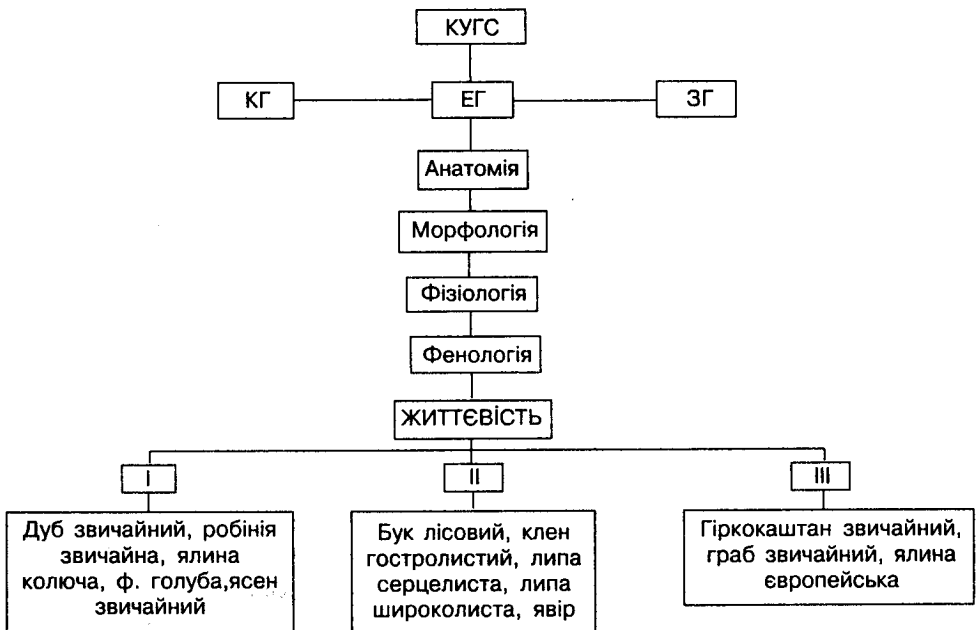 КУГС
КГ
ЕГ
ЗГ
Анатомія
Морфологія
Фізіологія
Фенологія
ЖИТТЄВІСТЬ
I
II
III
Дуб звичайний, робінія
звичайна, ялина
колюча, ф. голуба,ясен
звичайний
Бук лісовий, клен
гостролистий, липа
серцелиста, липа
широколиста, явір
Гіркокаштан звичайний,
граб звичайний, ялина
європейська